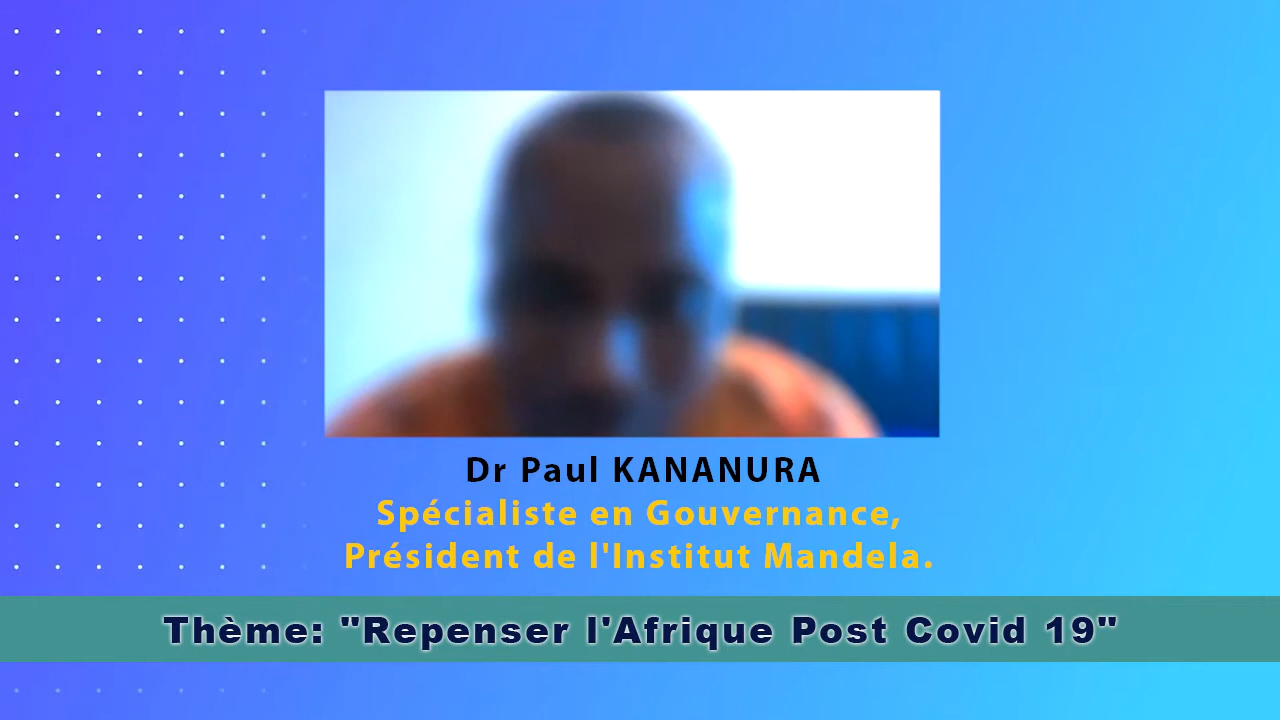 Dr Paul KANANURA
Spécialiste en Gouvernance,
Président de l'Institut Mandela.
Thème: "Repenser l'Afrique Post Covid 19"